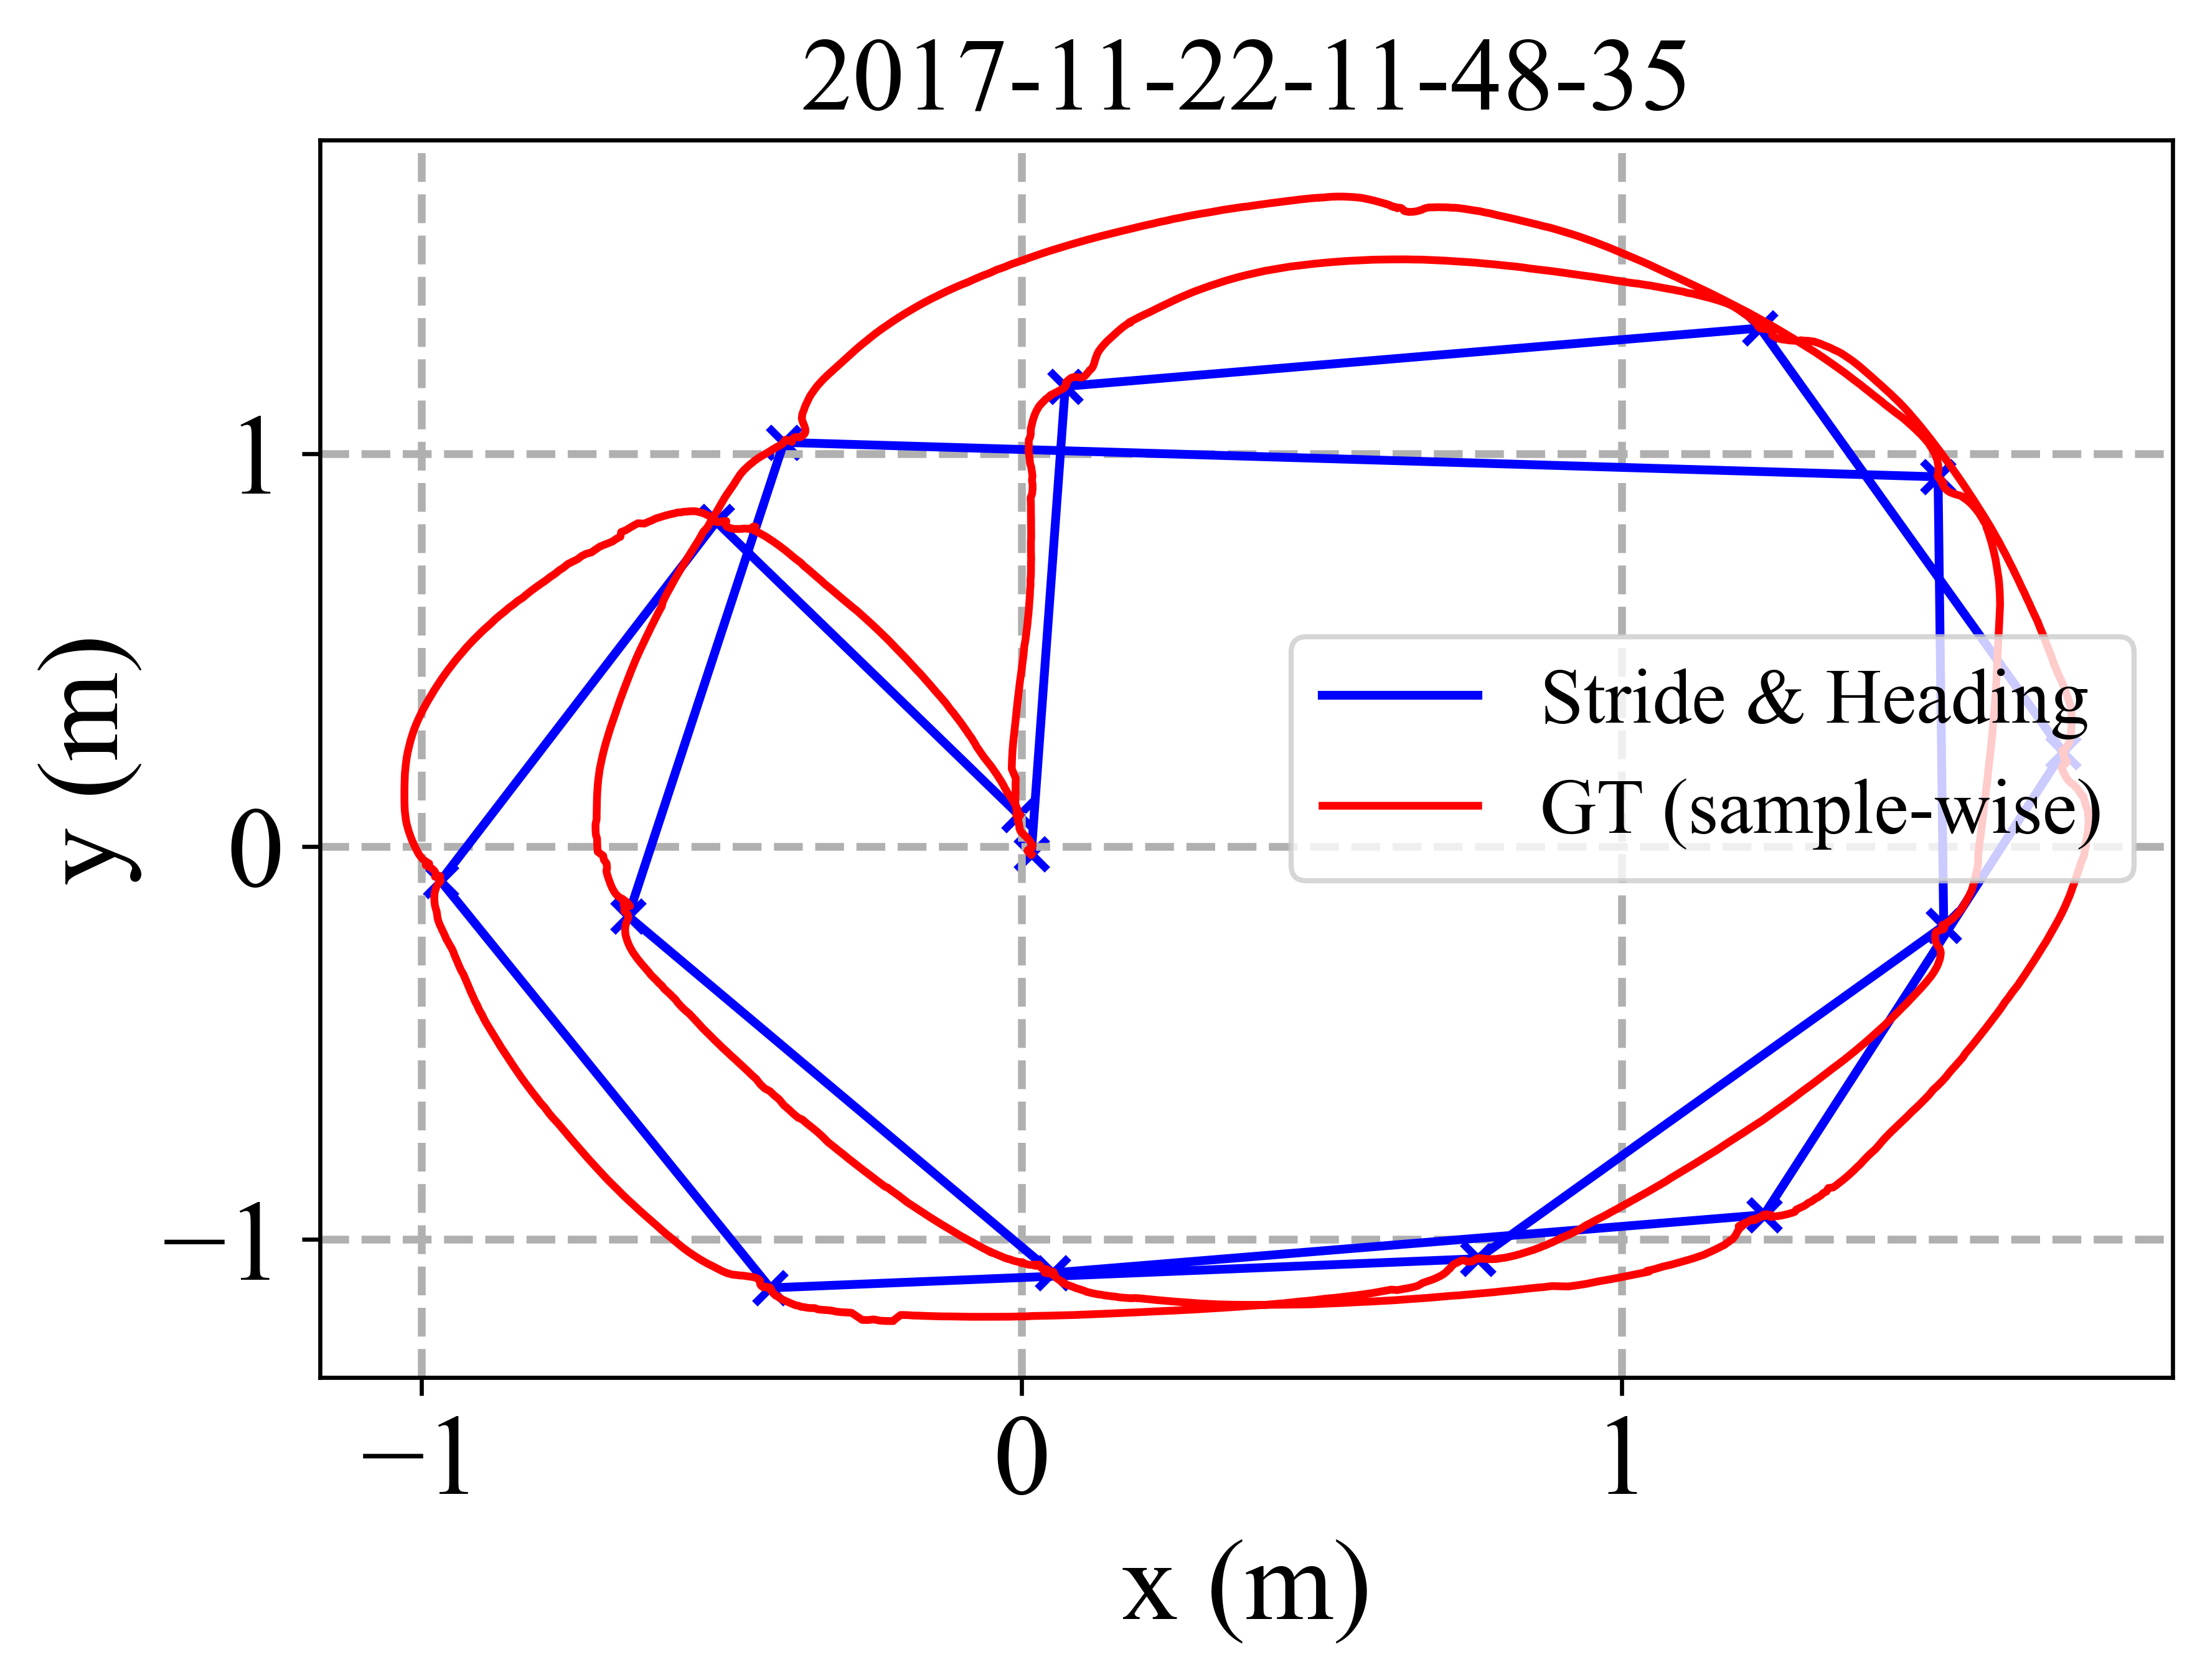 2017-11-22-11-48-35
y (m)
1
0
−1
Stride & Heading
GT (sample-wise)
−1
0
1
x (m)